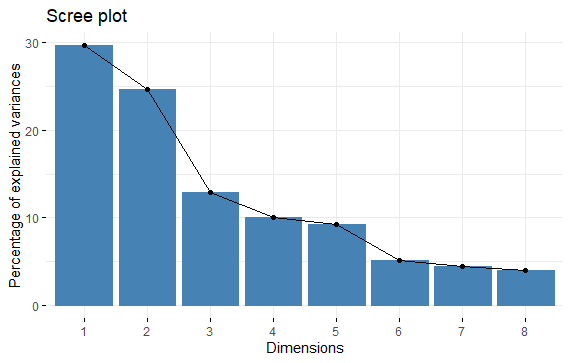 Scree plot
Percentage of explained variances
30
20
10
0
1 2 3 4 5 6 7 8
Dimensions